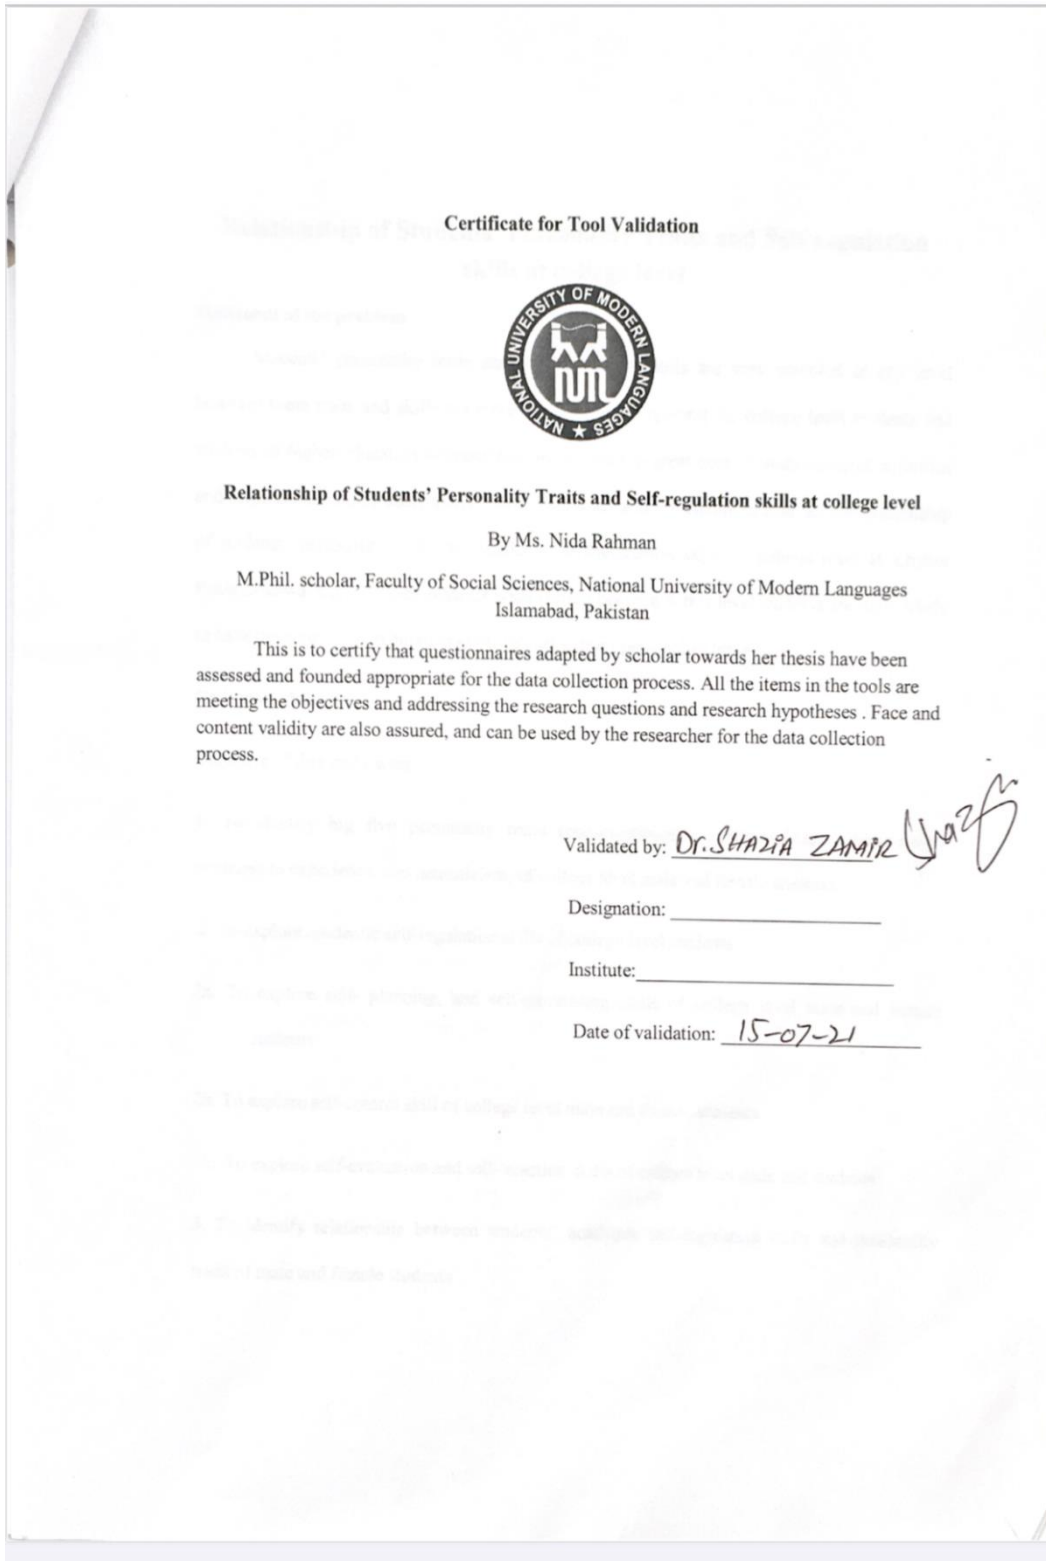 Certificate for Tool Validation
NATIONAL UNIVERSITY OF MODERN LANGUAGES
NUML
Relationship of Students' Personality Traits and Self-regulation skills at college level
By Ms. Nida Rahman
M.Phil. scholar, Faculty of Social Sciences, National University of Modern Languages
Islamabad, Pakistan
This is to certify that questionnaires adapted by scholar towards her thesis have been
assessed and founded appropriate for the data collection process. All the items in the tools are
meeting the objectives and addressing the research questions and research hypotheses . Face and
content validity are also assured, and can be used by the researcher for the data collection
process.
Validated by: Dr. SHAZIA ZAMIR
Designation:
Institute:
Date of validation: 15-07-21